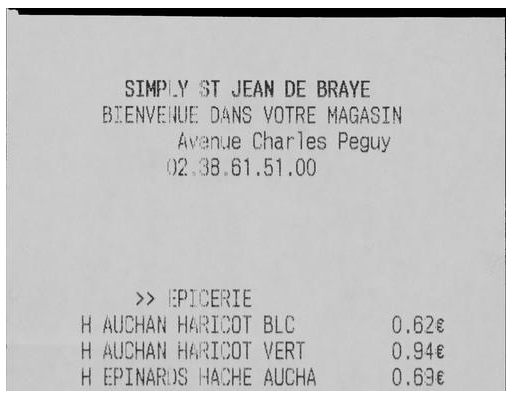 SIMPLY ST JEAN DE BRAYE
BIENVENUE DANS VOTRE MAGASIN
Avenue Charles Peguy
02.38.61.51.00
>> EPICERIE
H AUCHAN HARICOT BLC 0.62€
H AUCHAN HARICOT VERT 0.94€
H EPINARDS HACHE AUCHA 0.69€